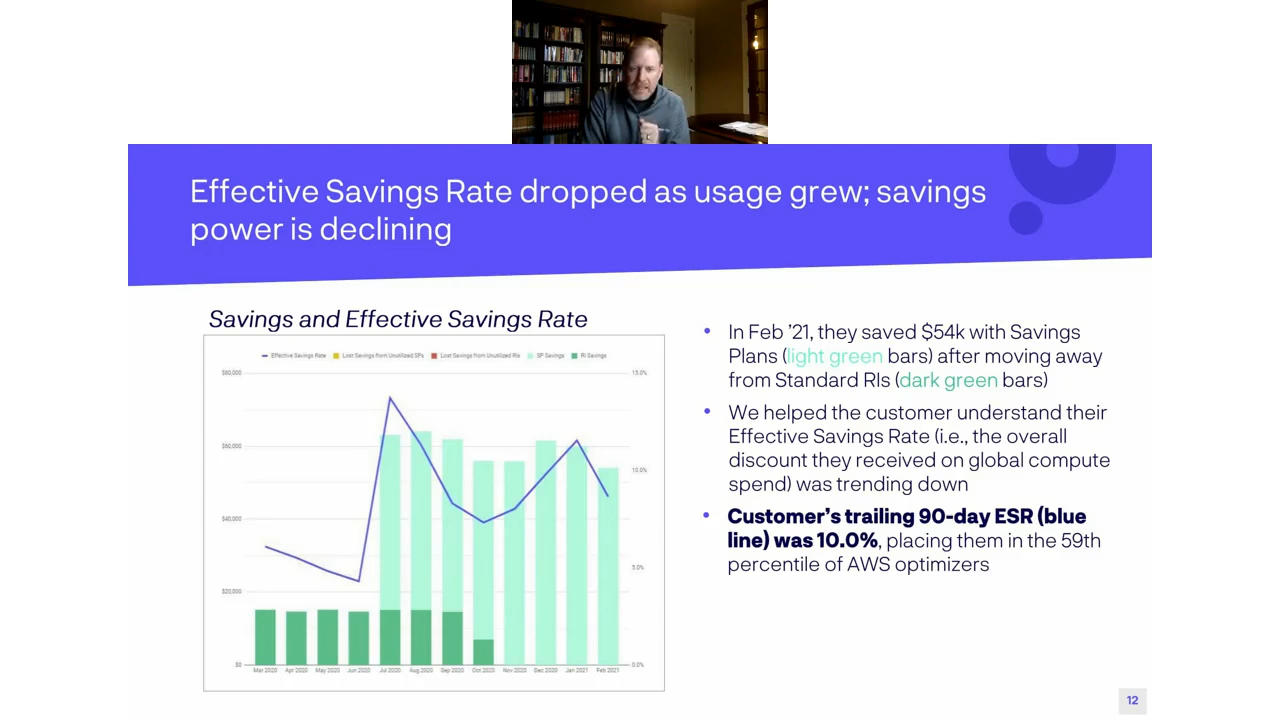 Effective Savings Rate dropped as usage grew; savings
power is declining
Savings and Effective Savings Rate
Effective Savings Rate Lost Savings from Unutilized SPs Lost Savings from Unutilized RIs SP Savings RI Savings
$80,000
$60,000
$40,000
$20,000
$0
15.0%
10.0%
5.0%
0.0%
Mar 2020 Apr 2020 May 2020 Jun 2020 Jul 2020 Aug 2020 Sep 2020 Oct 2020 Nov 2020 Dec 2020 Jan 2021 Feb 2021
• In Feb ’21, they saved $54k with Savings
Plans (light green bars) after moving away
from Standard RIs (dark green bars)
• We helped the customer understand their
Effective Savings Rate (i.e., the overall
discount they received on global compute
spend) was trending down
• Customer’s trailing 90-day ESR (blue
line) was 10.0%, placing them in the 59th
percentile of AWS optimizers
12